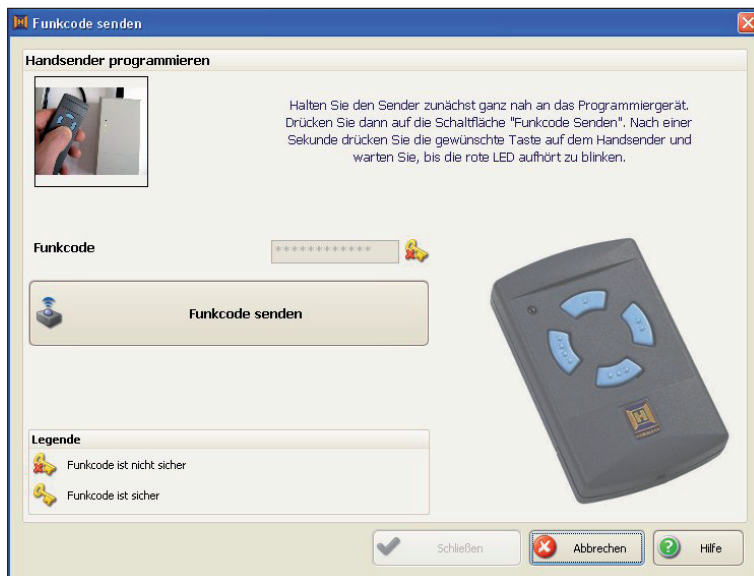 Funkcode senden
Handsender programmieren
Halten Sie den Sender zunächst ganz nah an das Programmiergerät.
Drücken Sie dann auf die Schaltfläche "Funkcode Senden". Nach einer
Sekunde drücken Sie die gewünschte Taste auf dem Handsender und
warten Sie, bis die rote LED aufhört zu blinken.
Funkcode
************
Funkcode senden
Legende
Funkcode ist nicht sicher
Funkcode ist sicher
Schließen
Abbrechen
Hilfe